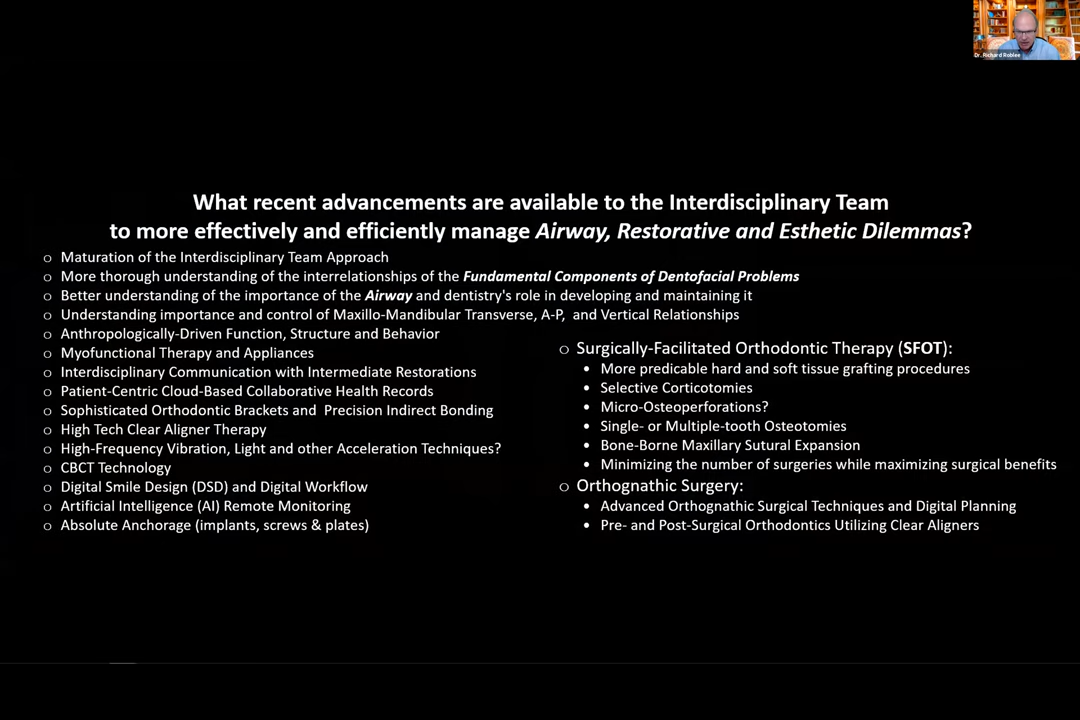 Dr. Richard Roblee
What recent advancements are available to the Interdisciplinary Team
to more effectively and efficiently manage Airway, Restorative and Esthetic Dilemmas?
o Maturation of the Interdisciplinary Team Approach
o More thorough understanding of the interrelationships of the Fundamental Components of Dentofacial Problems
o Better understanding of the importance of the Airway and dentistry's role in developing and maintaining it
o Understanding importance and control of Maxillo-Mandibular Transverse, A-P, and Vertical Relationships
o Anthropologically-Driven Function, Structure and Behavior
o Myofunctional Therapy and Appliances
o Interdisciplinary Communication with Intermediate Restorations
o Patient-Centric Cloud-Based Collaborative Health Records
o Sophisticated Orthodontic Brackets and Precision Indirect Bonding
o High Tech Clear Aligner Therapy
o High-Frequency Vibration, Light and other Acceleration Techniques?
o CBCT Technology
o Digital Smile Design (DSD) and Digital Workflow
o Artificial Intelligence (AI) Remote Monitoring
o Absolute Anchorage (implants, screws & plates)
o Surgically-Facilitated Orthodontic Therapy (SFOT):
• More predicable hard and soft tissue grafting procedures
• Selective Corticotomies
• Micro-Osteoperforations?
• Single- or Multiple-tooth Osteotomies
• Bone-Borne Maxillary Sutural Expansion
• Minimizing the number of surgeries while maximizing surgical benefits
o Orthognathic Surgery:
• Advanced Orthognathic Surgical Techniques and Digital Planning
• Pre- and Post-Surgical Orthodontics Utilizing Clear Aligners